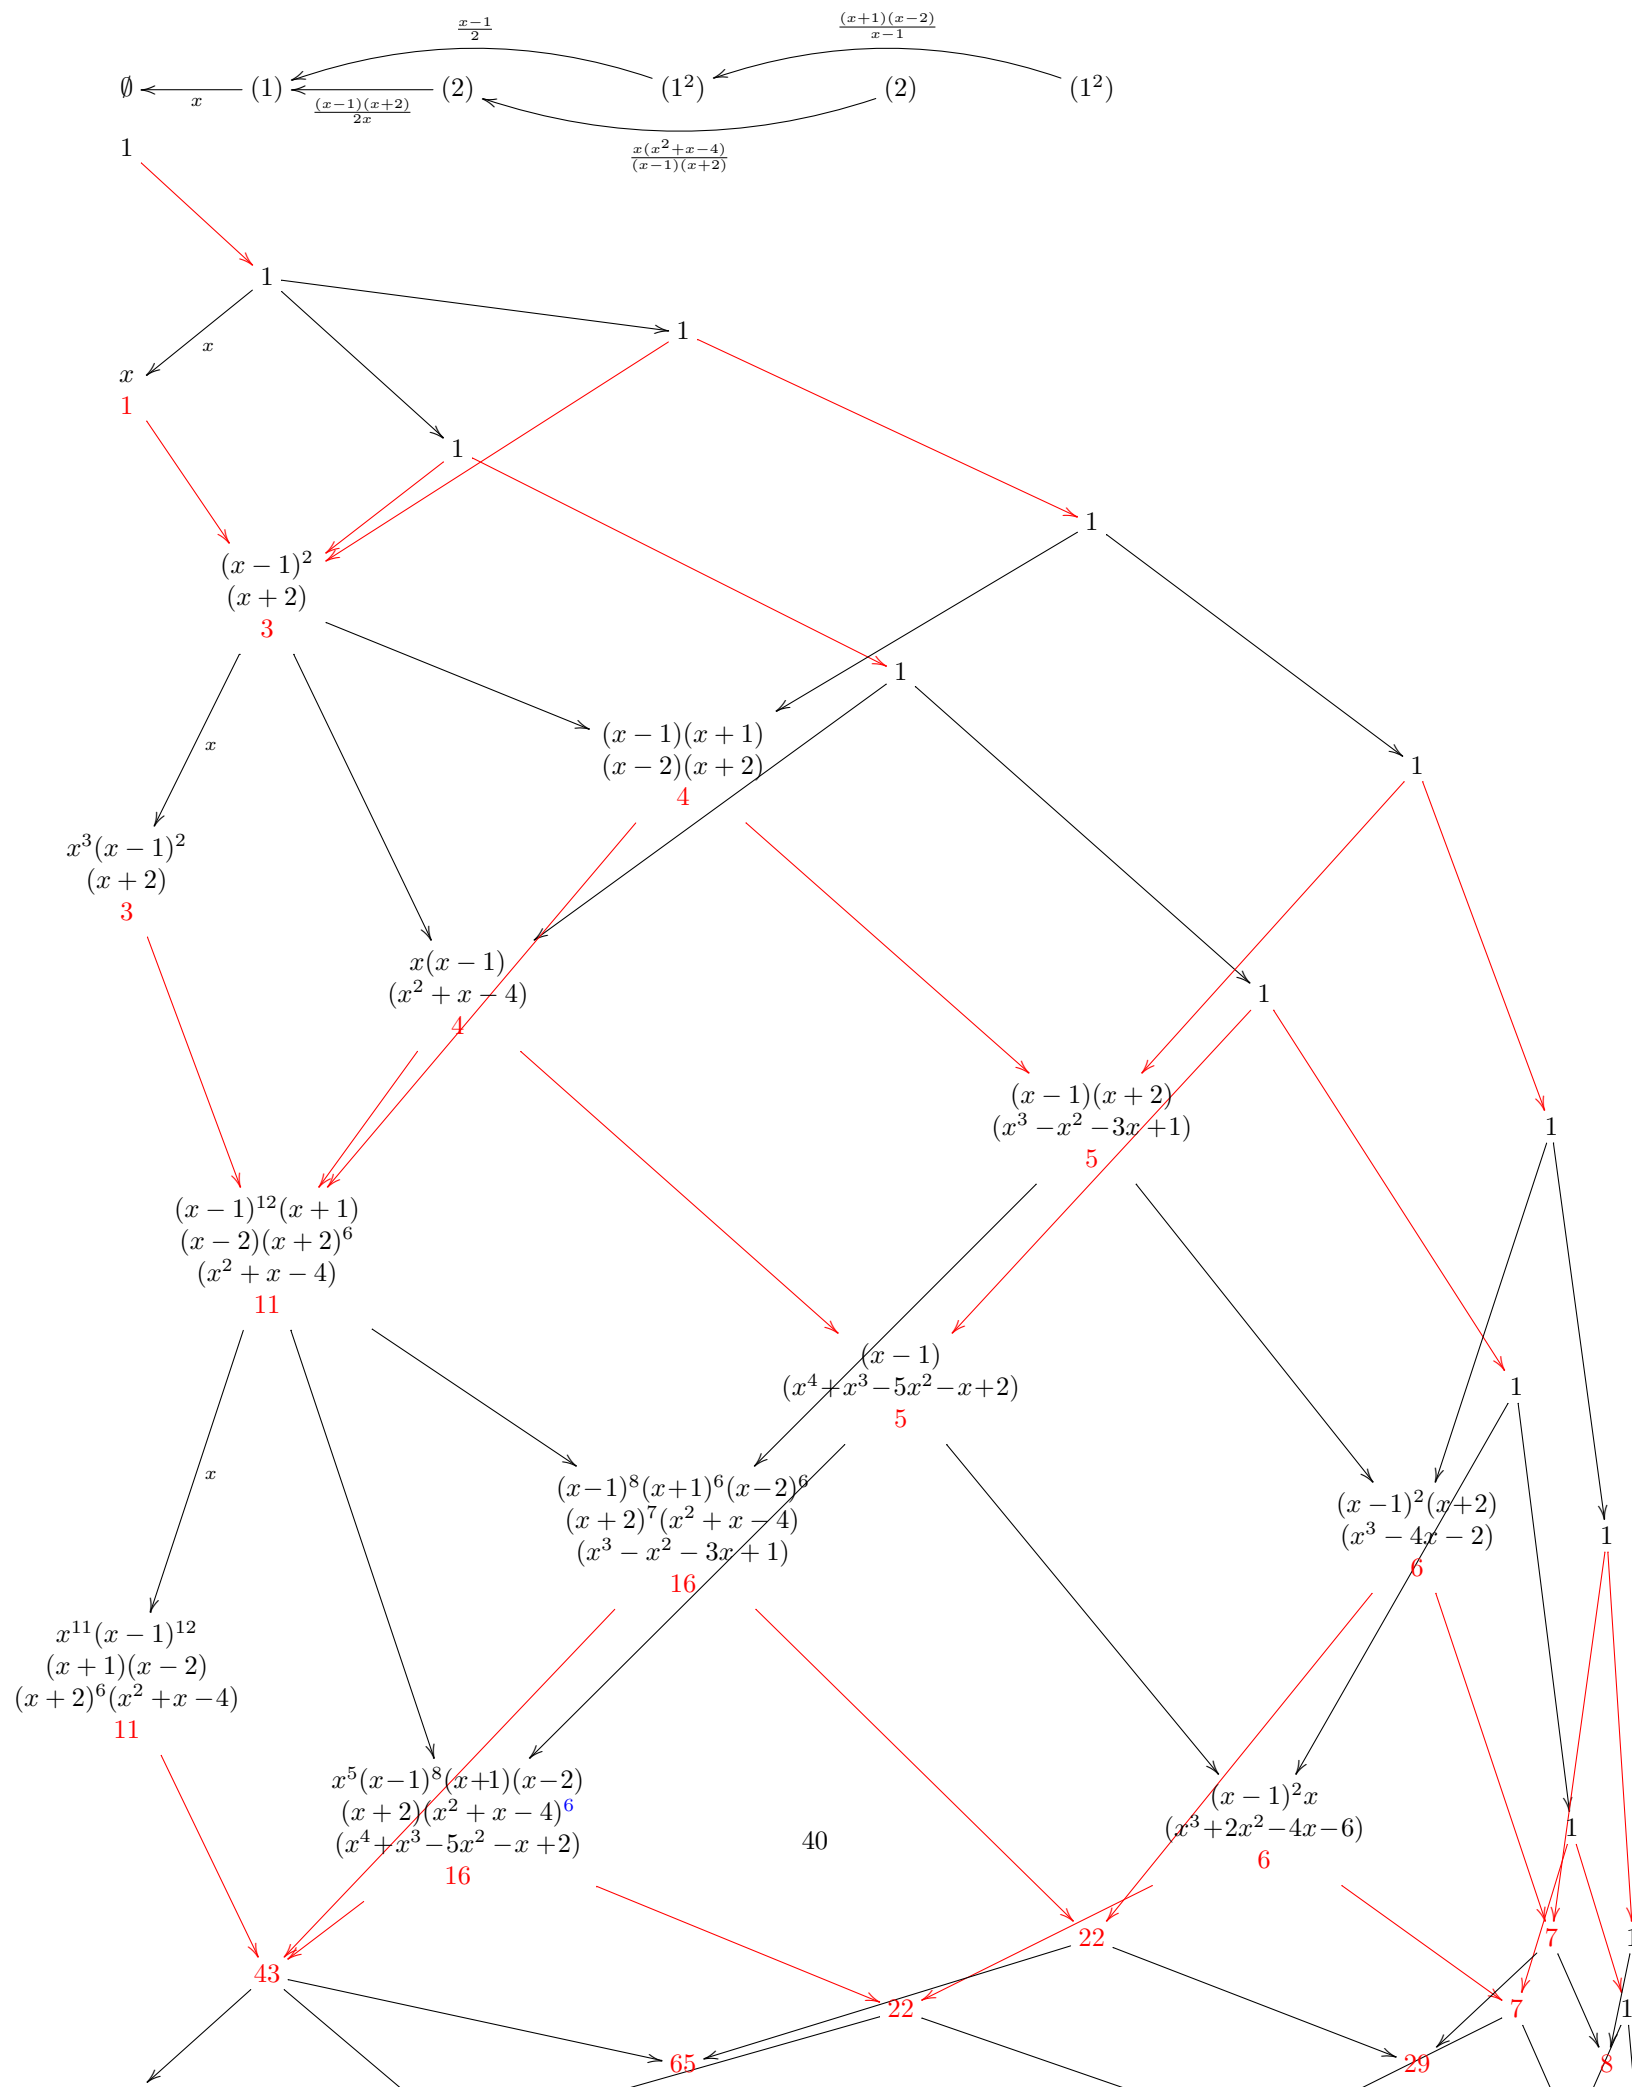 x−1/2
(x+1)(x−2)/x−1
∅ (1) (2) (1²) (2) (1²)
x
(x−1)(x+2)/2x
x(x²+x−4)/(x−1)(x+2)
1
1
1
x
x
1
1
1
(x − 1)²
(x + 2)
3
1
(x − 1)(x + 1)
(x − 2)(x + 2)
4
x
1
x³(x − 1)²
(x + 2)
3
x(x − 1)
(x² + x − 4)
4
1
(x − 1)(x + 2)
(x³ − x² − 3x + 1)
5
1
(x − 1)¹²(x + 1)
(x − 2)(x + 2)⁶
(x² + x − 4)
11
(x − 1)
(x⁴+x³−5x²−x+2)
5
1
x
(x−1)⁸(x+1)⁶(x−2)⁶
(x + 2)⁷(x² + x − 4)
(x³ − x² − 3x + 1)
16
(x − 1)²(x+2)
(x³ − 4x − 2)
6
1
x¹¹(x − 1)¹²
(x + 1)(x − 2)
(x + 2)⁶(x² + x − 4)
11
x⁵(x−1)⁸(x+1)(x−2)
(x + 2)(x² + x − 4)⁶
(x⁴+x³−5x²−x+2)
16
40
(x − 1)²x
(x³+2x²−4x−6)
6
1
22
7
1
43
22
7
1
65
29
8